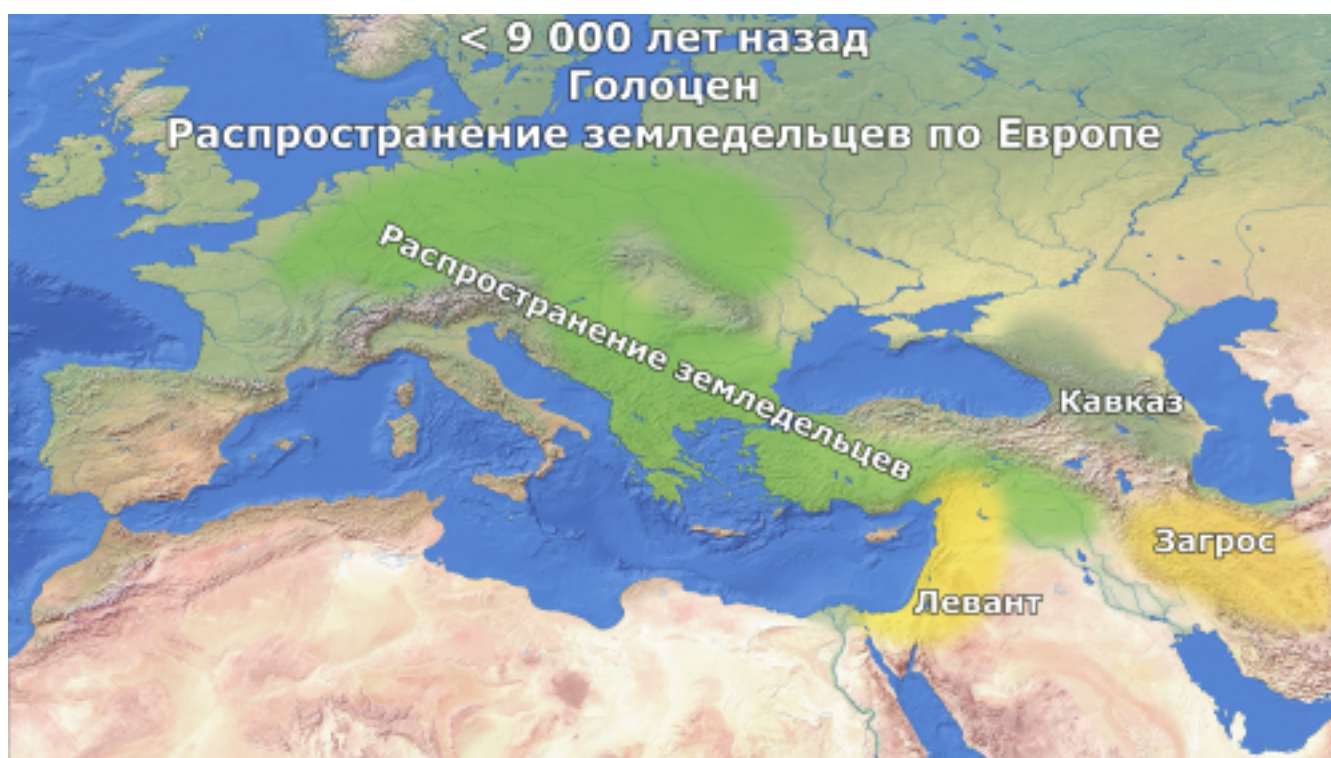 < 9 000 лет назад
Голоцен
Распространение земледельцев по Европе
Распространение земледельцев
Кавказ
Загрос
Левант